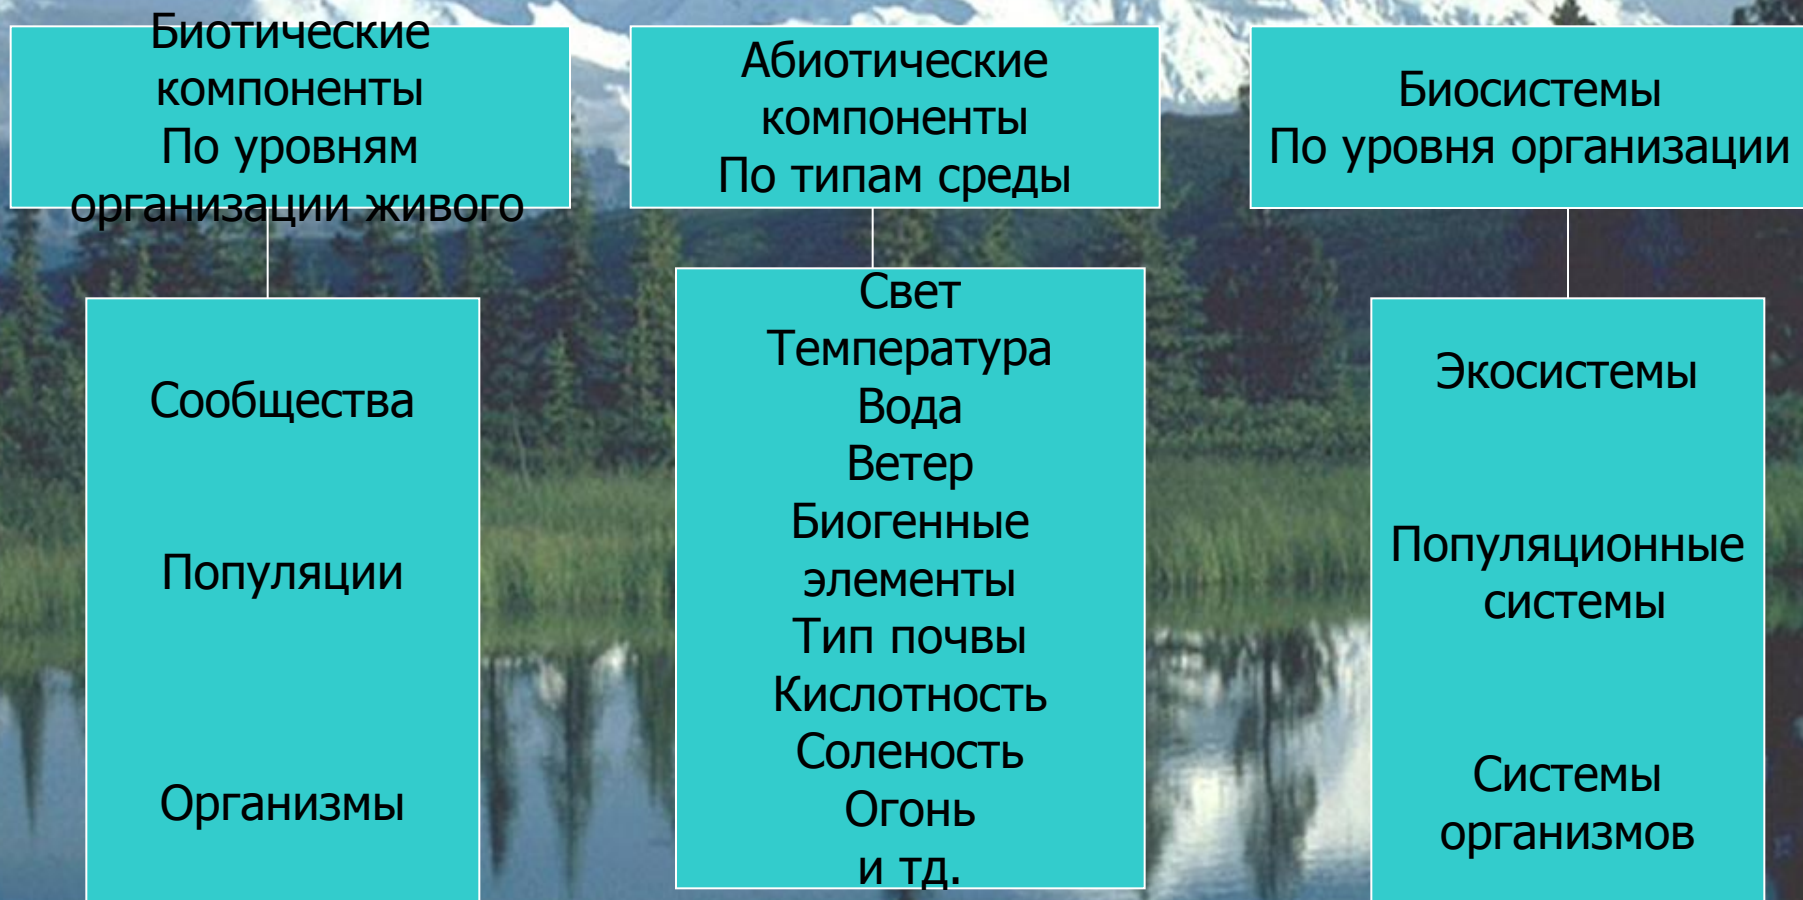 Биотические
компоненты
По уровням
организации живого
Абиотические
компоненты
По типам среды
Биосистемы
По уровня организации
Сообщества
Популяции
Организмы
Свет
Температура
Вода
Ветер
Биогенные
элементы
Тип почвы
Кислотность
Соленость
Огонь
и тд.
Экосистемы
Популяционные
системы
Системы
организмов